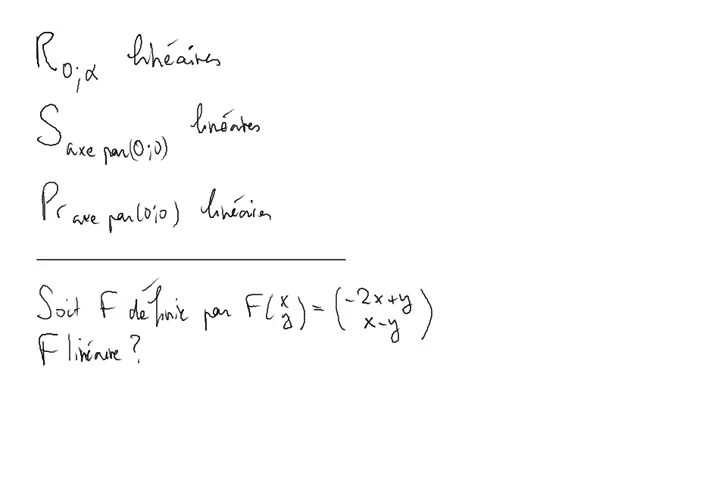 R_{0;α} linéaires
S_{axe par (0;0)} linéaires
Pr_{axe par (0;0)} linéaires
Soit F définie par F(x y) = (-2x+y x-y)
F linéaire ?